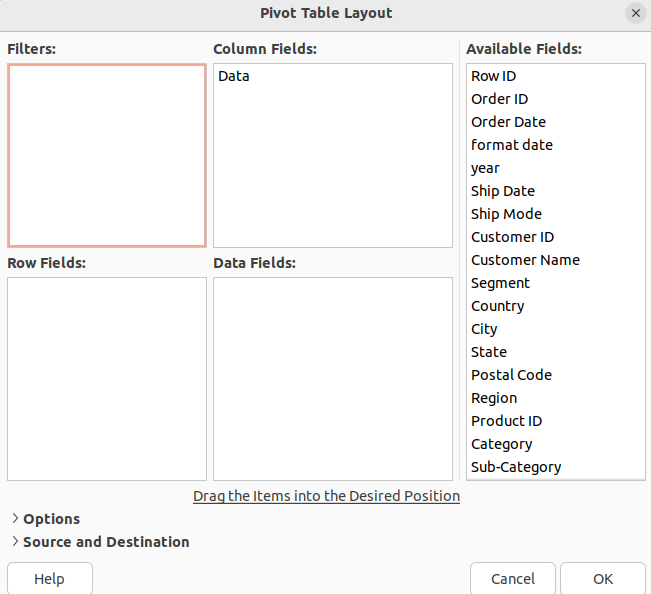 Pivot Table Layout
Filters:
Column Fields:
Available Fields:
Data
Row ID
Order ID
Order Date
format date
year
Ship Date
Ship Mode
Customer ID
Customer Name
Segment
Country
City
State
Postal Code
Region
Product ID
Category
Sub-Category
Row Fields:
Data Fields:
Drag the Items into the Desired Position
Options
Source and Destination
Help
Cancel
OK